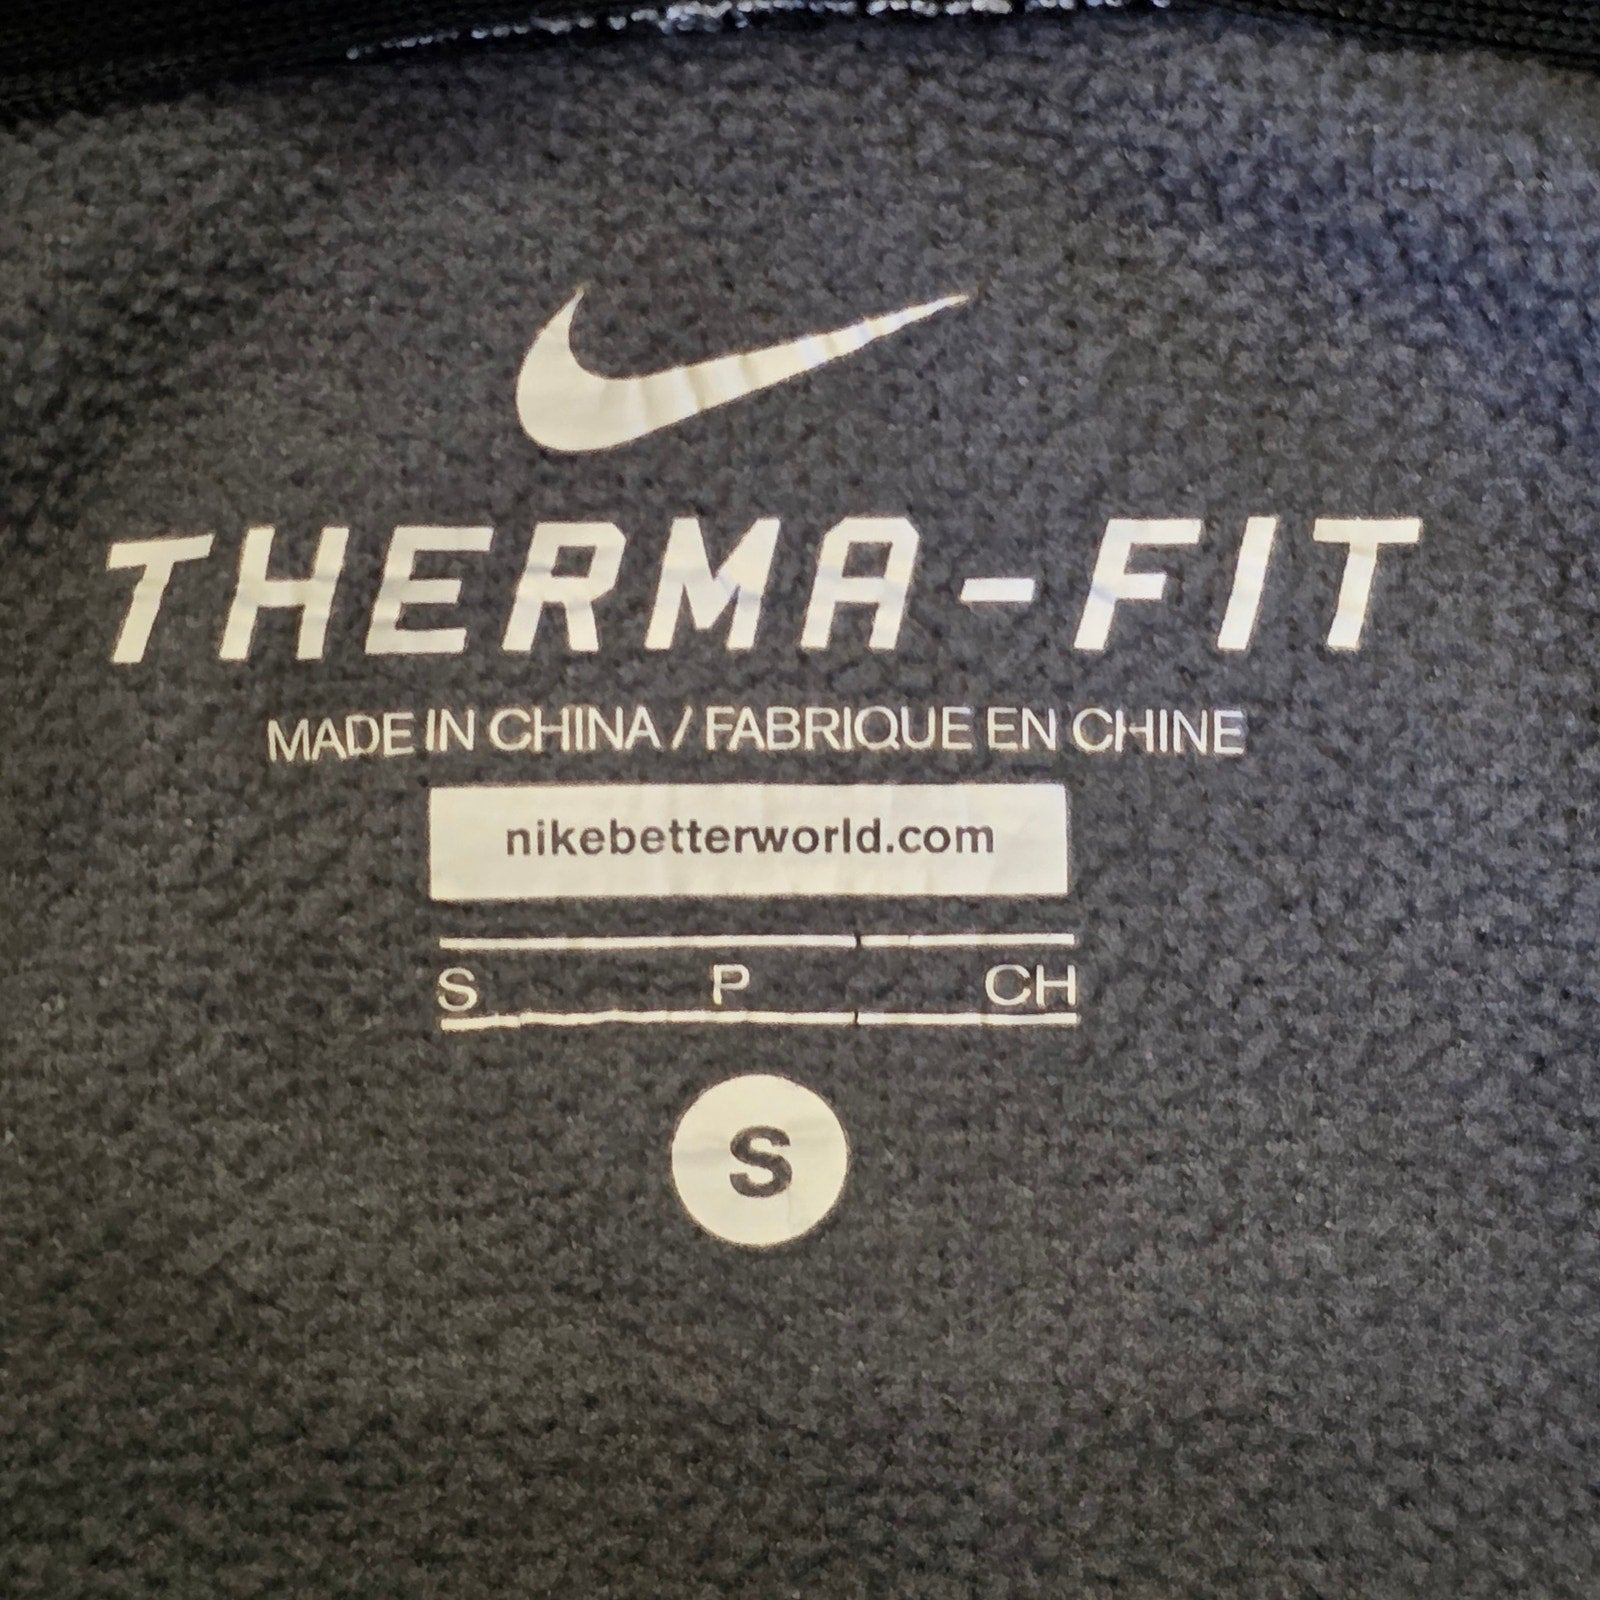 THERMA-FIT
MADE IN CHINA / FABRIQUE EN CHINE
nikebetterworld.com
S P CH
S